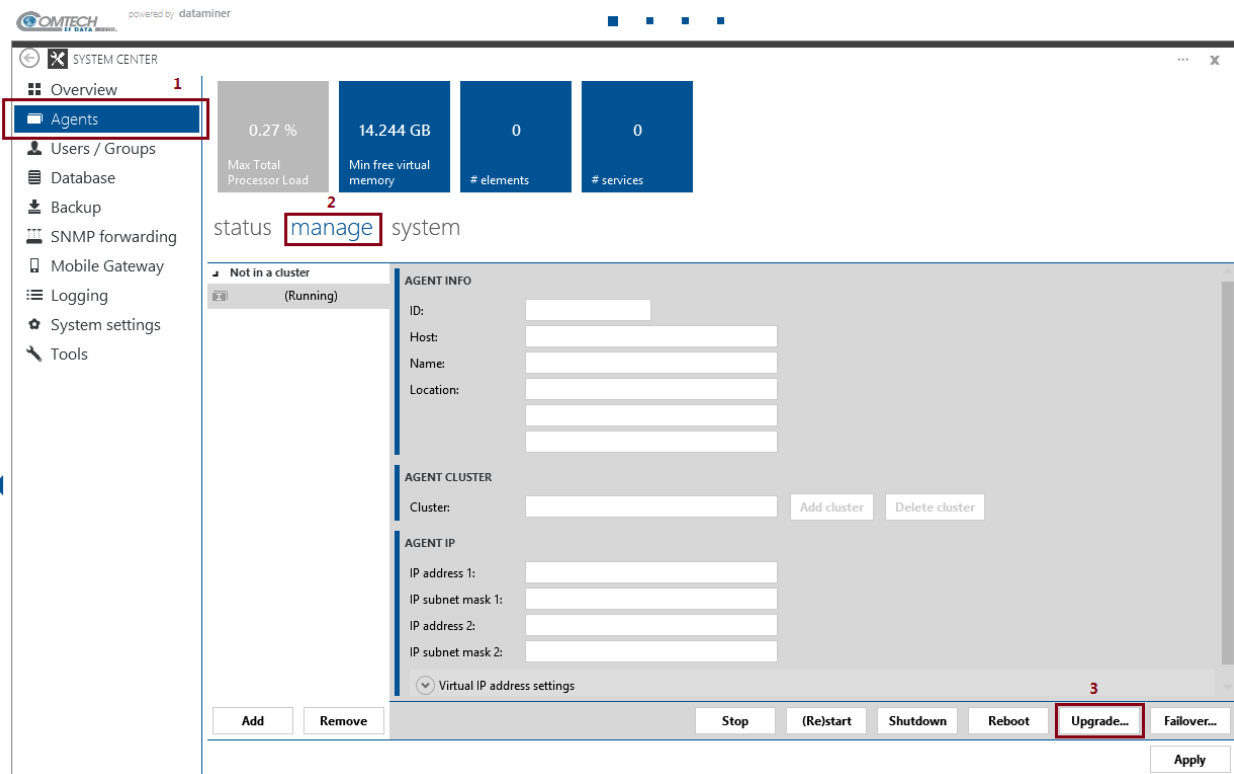 COMTECH
EF DATA
powered by dataminer
SYSTEM CENTER
... x
1
Overview
Agents
Users / Groups
Database
Backup
SNMP forwarding
Mobile Gateway
Logging
System settings
Tools
0.27 %
Max Total
Processor Load
14.244 GB
Min free virtual
memory
0
# elements
0
# services
2
status manage system
Not in a cluster
(Running)
AGENT INFO
ID:
Host:
Name:
Location:
AGENT CLUSTER
Cluster: Add cluster Delete cluster
AGENT IP
IP address 1:
IP subnet mask 1:
IP address 2:
IP subnet mask 2:
Virtual IP address settings
3
Add Remove Stop (Re)start Shutdown Reboot Upgrade... Failover...
Apply